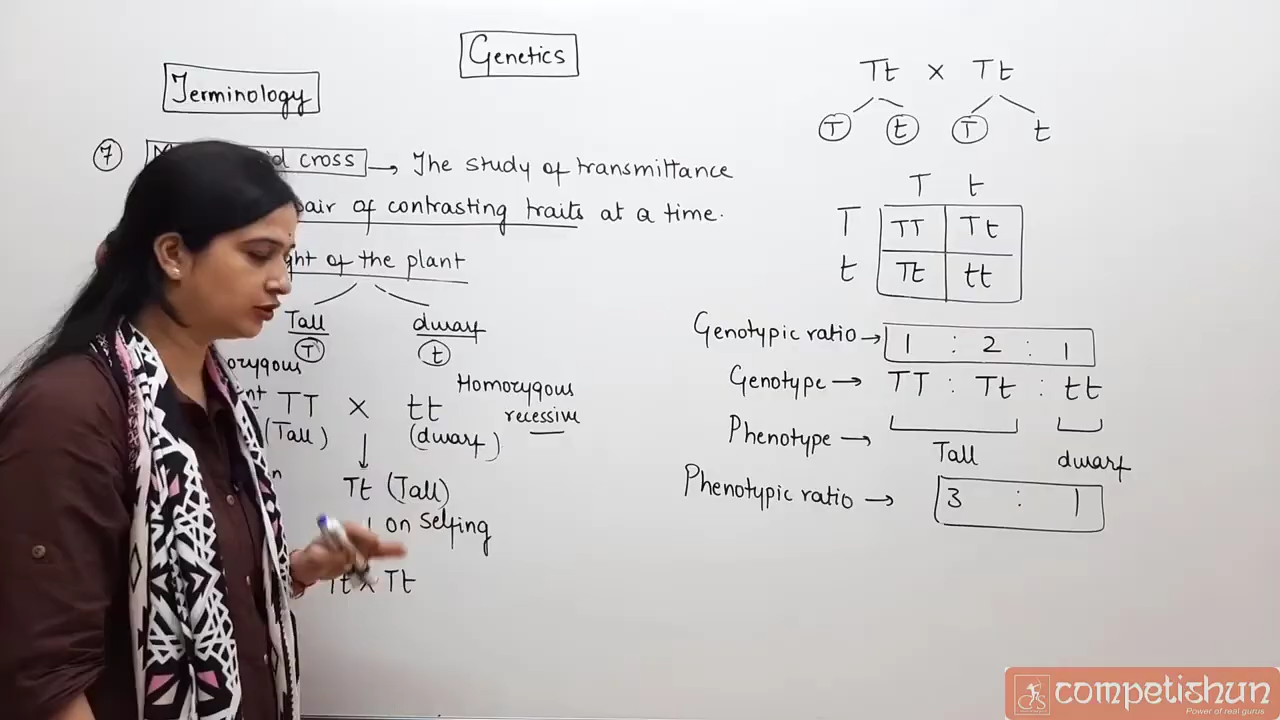 Genetics
Terminology
7 cross → The study of transmittance
pair of contrasting traits at a time.
of the plant
Tall dwarf
T t
Homozygous
recessive
TT × tt
(Tall) (dwarf)
Tt (Tall)
on Selfing
Tt × Tt
Tt × Tt
T t T t
T t
T TT Tt
t Tt tt
Genotypic ratio → 1 : 2 : 1
Genotype → TT : Tt : tt
Phenotype → Tall dwarf
Phenotypic ratio → 3 : 1
competishun
Power of real gurus